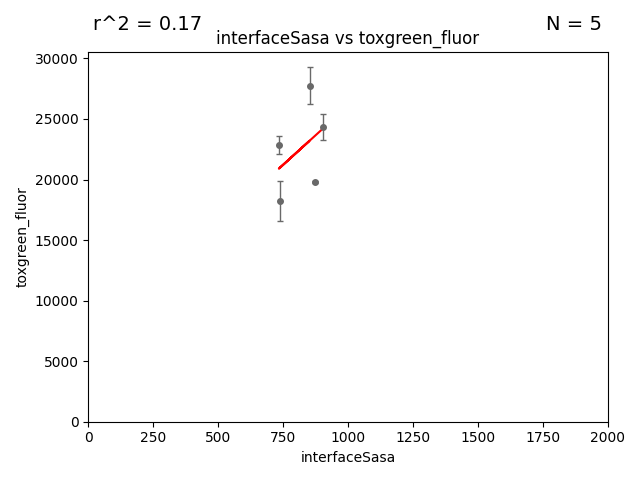 r^2 = 0.17
N = 5
interfaceSasa vs toxgreen_fluor
30000
25000
20000
15000
10000
5000
0
toxgreen_fluor
0 250 500 750 1000 1250 1500 1750 2000
interfaceSasa